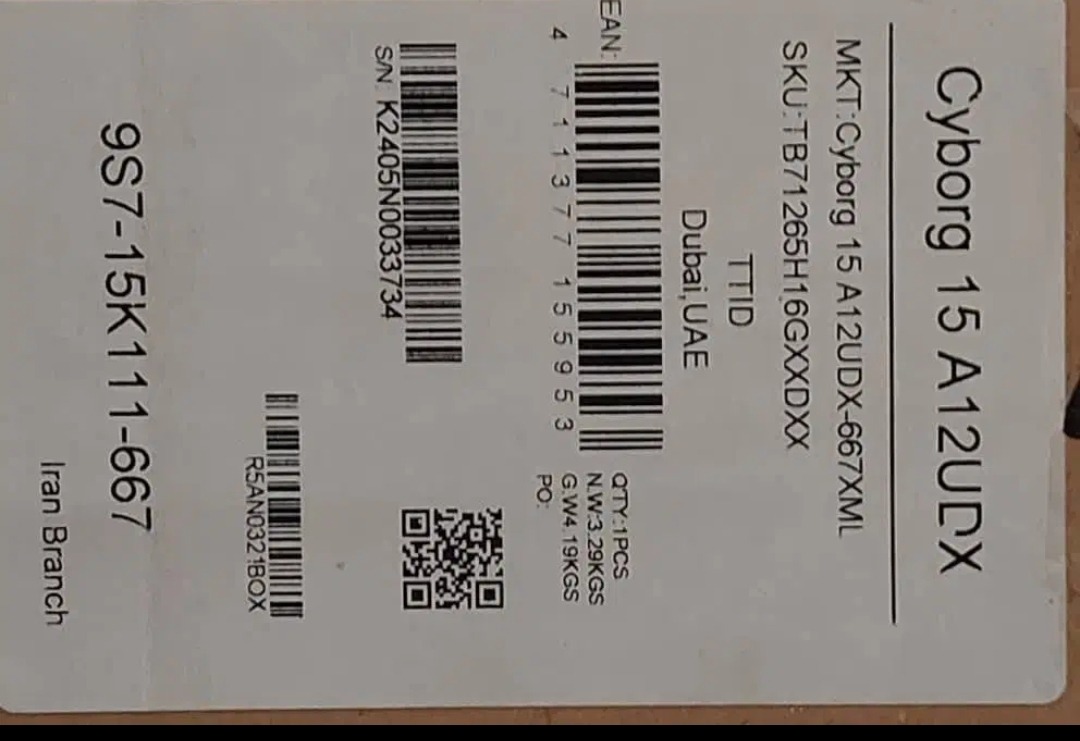 Cyborg 15 A12UDX
MKT:Cyborg 15 A12UDX-667XML
SKU:TB71265H16GXXDXX
TTID
Dubai,UAE
EAN:
4 711377 155953
QTY:1PCS
N.W:3.29KGS
G.W4.19KGS
PO:
S/N: K2405N0033734
R5AN0321BOX
9S7-15K111-667
Iran Branch